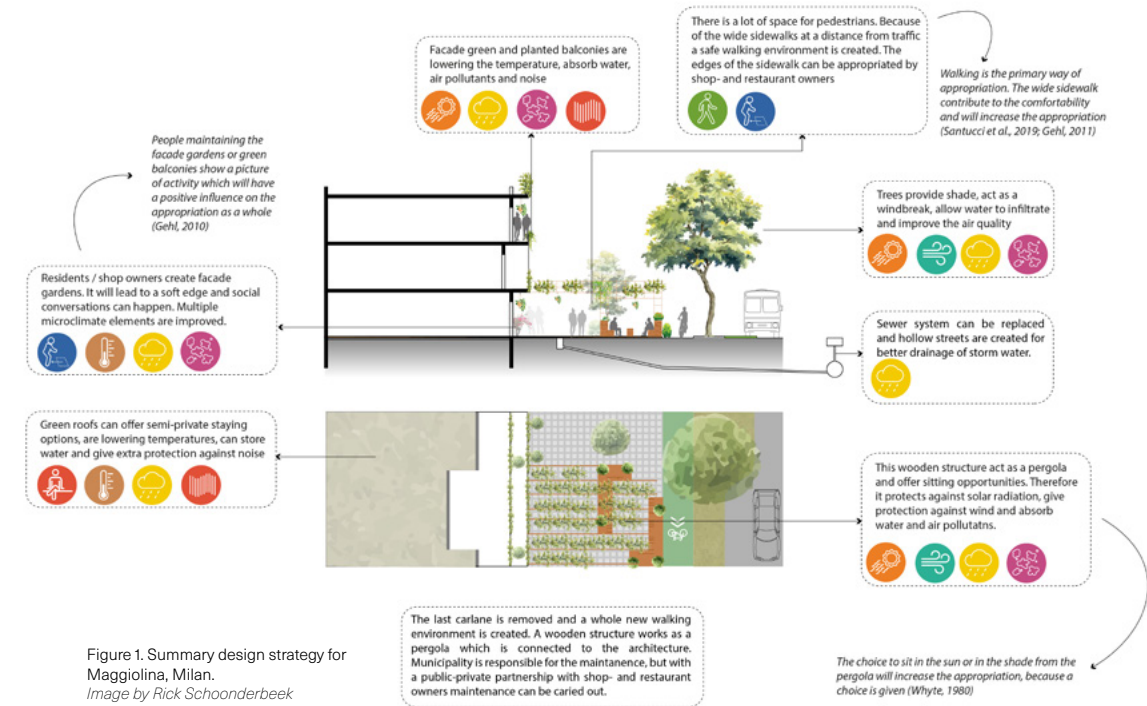 There is a lot of space for pedestrians. Because
of the wide sidewalks at a distance from traffic
a safe walking environment is created. The
edges of the sidewalk can be appropriated by
shop- and restaurant owners
Facade green and planted balconies are
lowering the temperature, absorb water,
air pollutants and noise
Walking is the primary way of
appropriation. The wide sidewalk
contribute to the comfortability
and will increase the appropriation
(Santucci et al., 2019; Gehl, 2011)
People maintaining the
facade gardens or green
balconies show a picture
of activity which will have
a positive influence on the
appropriation as a whole
(Gehl, 2010)
Trees provide shade, act as a
windbreak, allow water to infiltrate
and improve the air quality
Residents / shop owners create facade
gardens. It will lead to a soft edge and social
conversations can happen. Multiple
microclimate elements are improved.
Sewer system can be replaced
and hollow streets are created for
better drainage of storm water.
Green roofs can offer semi-private staying
options, are lowering temperatures, can store
water and give extra protection against noise
This wooden structure act as a pergola
and offer sitting opportunities. Therefore
it protects against solar radiation, give
protection against wind and absorb
water and air pollutatns.
The last carlane is removed and a whole new walking
environment is created. A wooden structure works as a
pergola which is connected to the architecture.
Municipality is responsible for the maintanence, but with
a public-private partnership with shop- and restaurant
owners maintenance can be caried out.
Figure 1. Summary design strategy for
Maggiolina, Milan.
Image by Rick Schoonderbeek
The choice to sit in the sun or in the shade from the
pergola will increase the appropriation, because a
choice is given (Whyte, 1980)